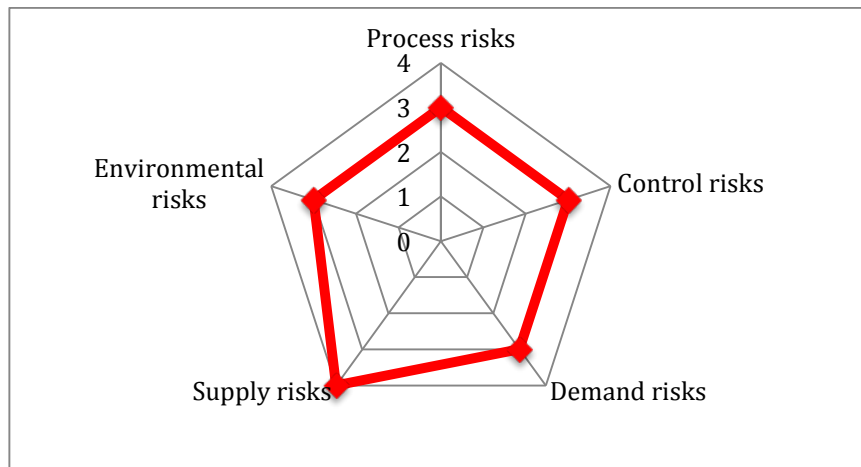 Process risks
4
3
2
1
0
Control risks
Demand risks
Supply risks
Environmental
risks